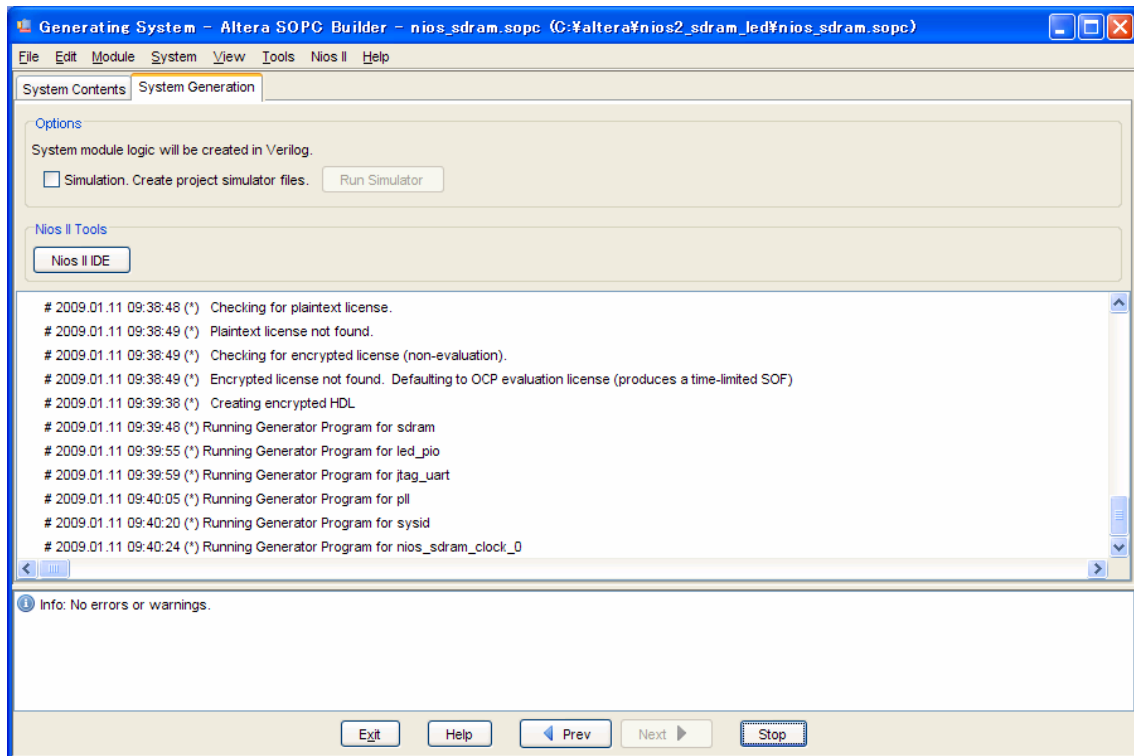 Generating System - Altera SOPC Builder - nios_sdram.sopc (C:¥altera¥nios2_sdram_led¥nios_sdram.sopc)
File Edit Module System View Tools Nios II Help
System Contents System Generation
Options
System module logic will be created in Verilog.
Simulation. Create project simulator files. Run Simulator
Nios II Tools
Nios II IDE
# 2009.01.11 09:38:48 (*) Checking for plaintext license.
# 2009.01.11 09:38:49 (*) Plaintext license not found.
# 2009.01.11 09:38:49 (*) Checking for encrypted license (non-evaluation).
# 2009.01.11 09:38:49 (*) Encrypted license not found. Defaulting to OCP evaluation license (produces a time-limited SOF)
# 2009.01.11 09:39:38 (*) Creating encrypted HDL
# 2009.01.11 09:39:48 (*) Running Generator Program for sdram
# 2009.01.11 09:39:55 (*) Running Generator Program for led_pio
# 2009.01.11 09:39:59 (*) Running Generator Program for jtag_uart
# 2009.01.11 09:40:05 (*) Running Generator Program for pll
# 2009.01.11 09:40:20 (*) Running Generator Program for sysid
# 2009.01.11 09:40:24 (*) Running Generator Program for nios_sdram_clock_0
Info: No errors or warnings.
Exit Help Prev Next Stop